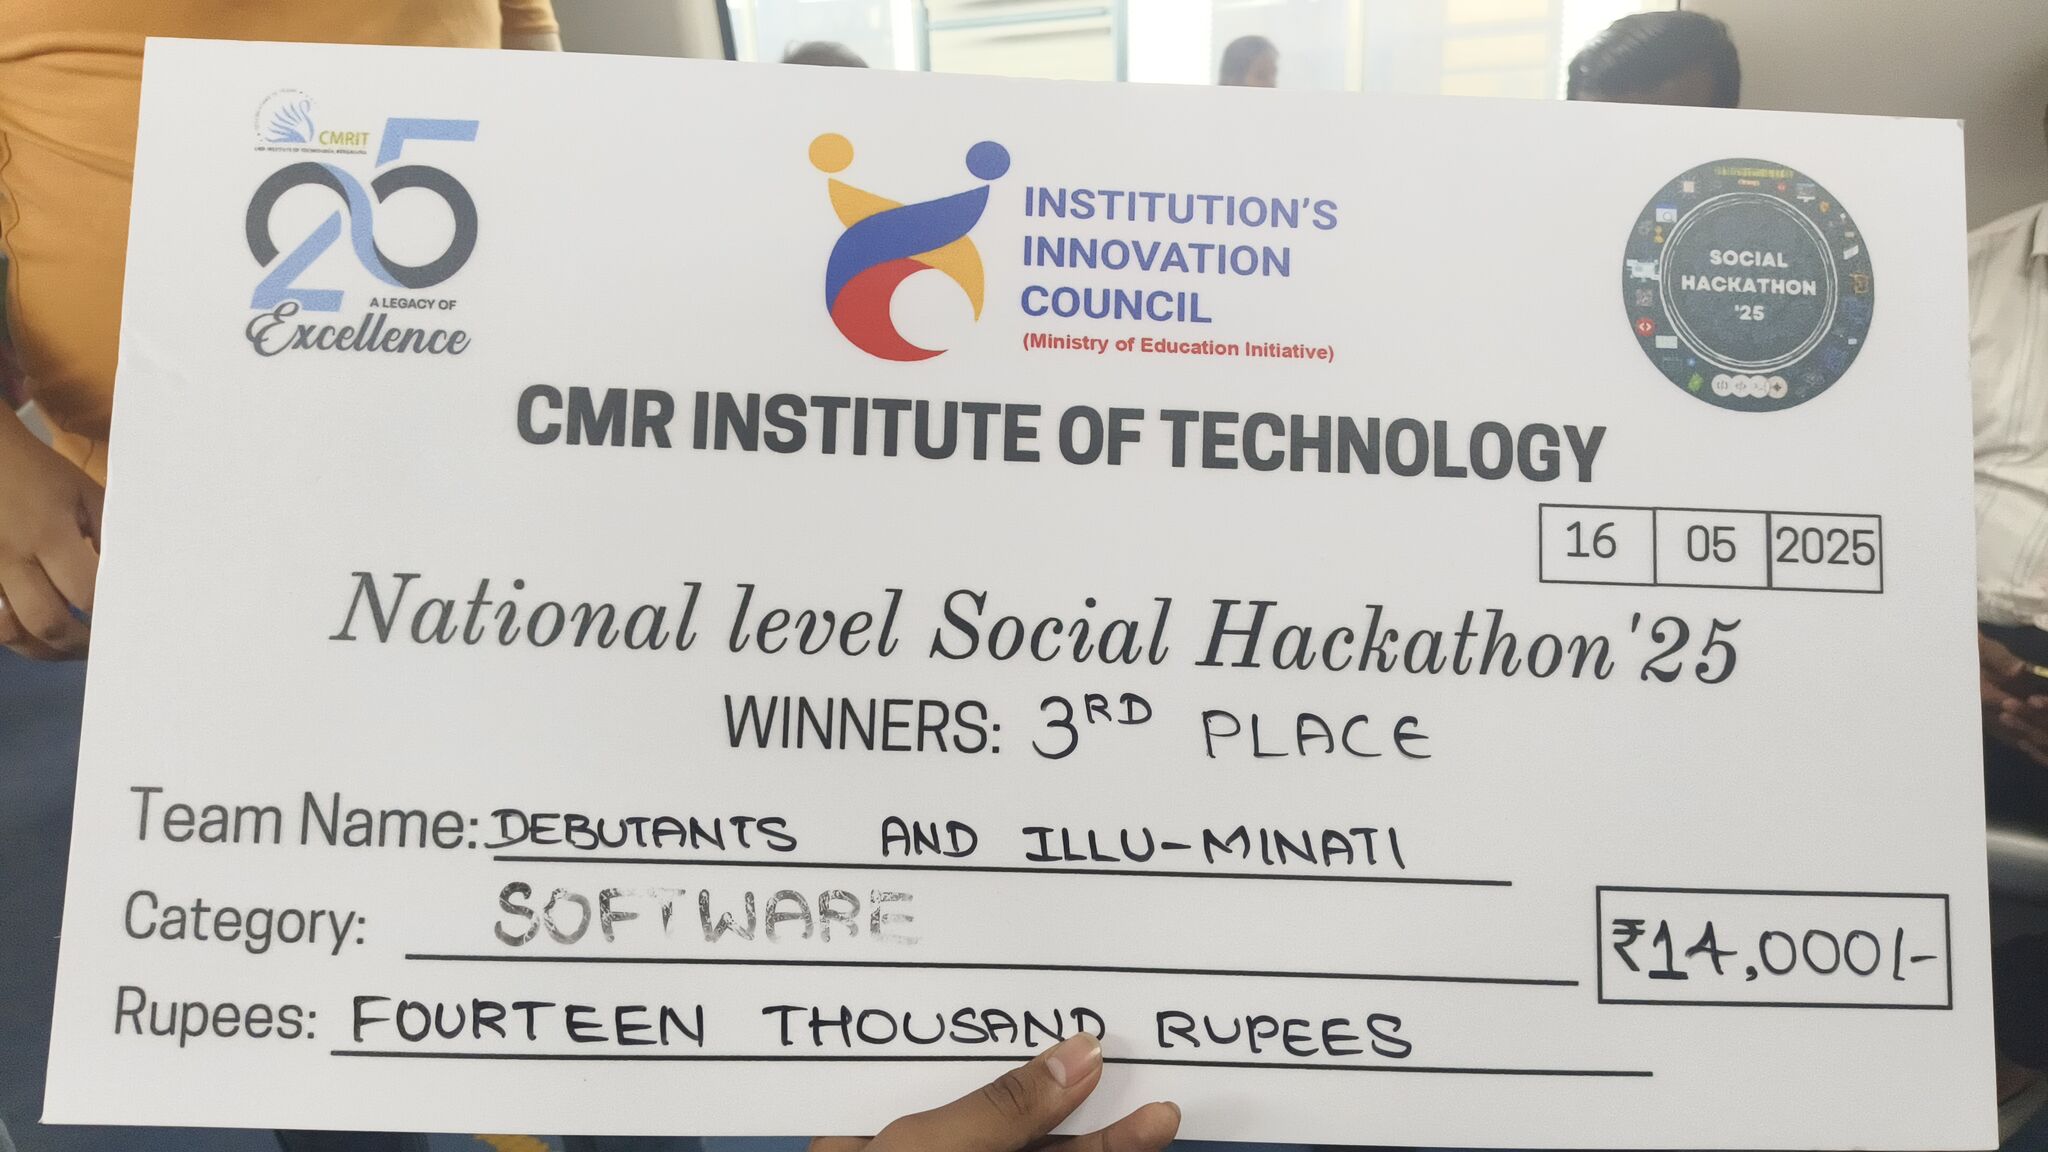 CMRIT
25
A LEGACY OF
Excellence
INSTITUTION'S
INNOVATION
COUNCIL
(Ministry of Education Initiative)
SOCIAL
HACKATHON
'25
CMR INSTITUTE OF TECHNOLOGY
16 05 2025
National level Social Hackathon '25
WINNERS: 3RD PLACE
Team Name: DEBUTANTS AND ILLU-MINATI
Category: SOFTWARE
₹14,000/-
Rupees: FOURTEEN THOUSAND RUPEES